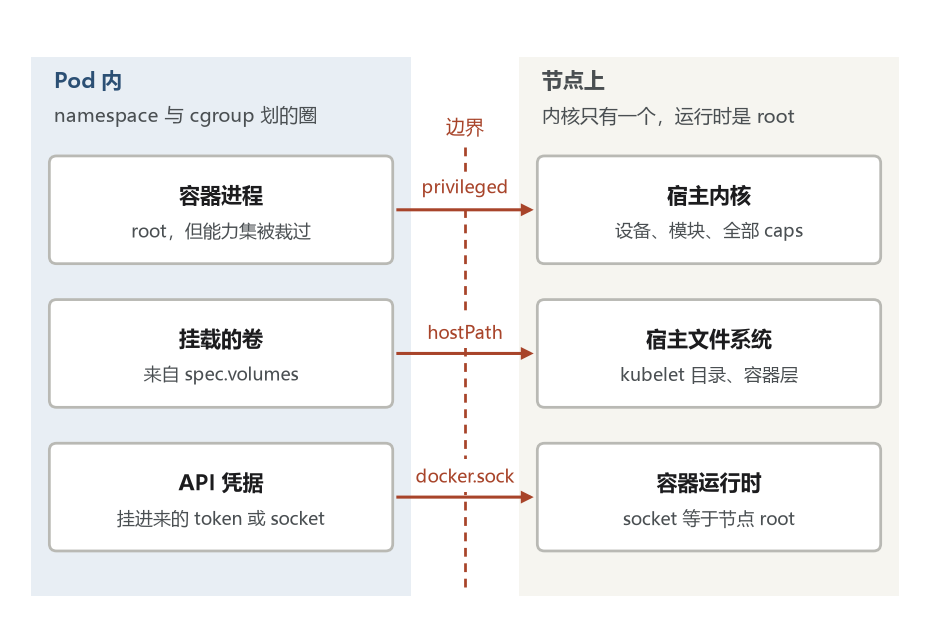 Pod 内
namespace 与 cgroup 划的圈
节点上
内核只有一个，运行时是 root
边界
容器进程
root，但能力集被裁过
privileged
宿主内核
设备、模块、全部 caps
挂载的卷
来自 spec.volumes
hostPath
宿主文件系统
kubelet 目录、容器层
API 凭据
挂进来的 token 或 socket
docker.sock
容器运行时
socket 等于节点 root